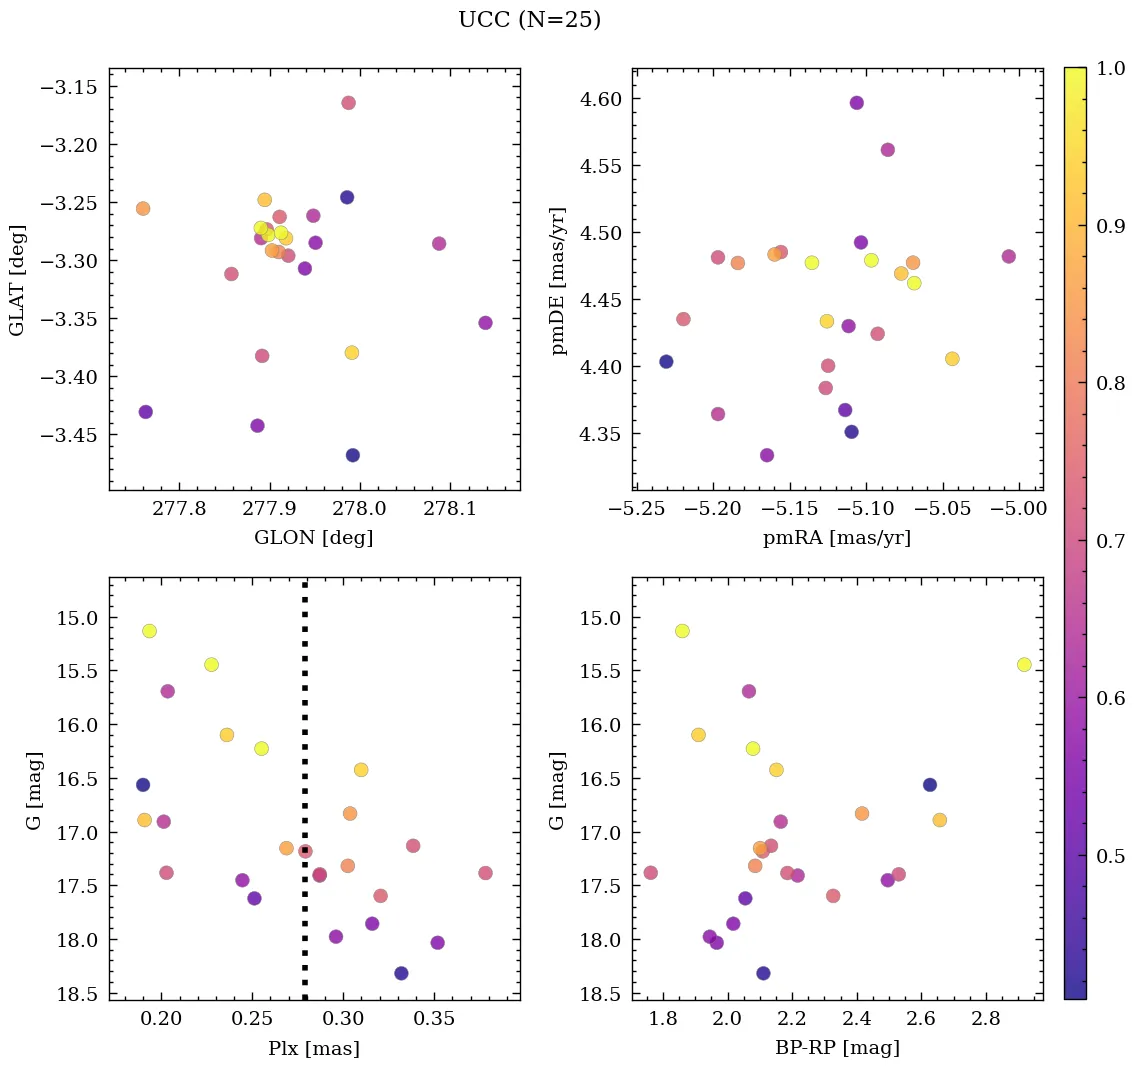 UCC (N=25)
−3.15
−3.20
−3.25
−3.30
−3.35
−3.40
−3.45
GLAT [deg]
277.8 277.9 278.0 278.1
GLON [deg]
4.60
4.55
4.50
4.45
4.40
4.35
pmDE [mas/yr]
−5.25 −5.20 −5.15 −5.10 −5.05 −5.00
pmRA [mas/yr]
1.0
0.9
0.8
0.7
0.6
0.5
15.0
15.5
16.0
16.5
17.0
17.5
18.0
18.5
G [mag]
0.20 0.25 0.30 0.35
Plx [mas]
15.0
15.5
16.0
16.5
17.0
17.5
18.0
18.5
G [mag]
1.8 2.0 2.2 2.4 2.6 2.8
BP-RP [mag]